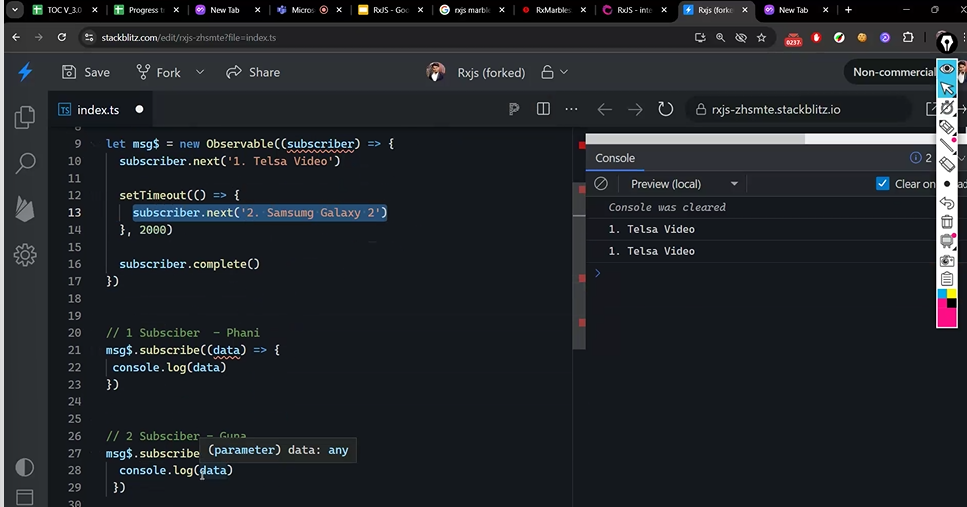 TOC V_3.0
Progress t
New Tab
Micros
RxJS - Goo
rxjs marble
RxMarbles
RxJS - inte
Rxjs (forke
New Tab
stackblitz.com/edit/rxjs-zhsmte?file=index.ts
0237
Save
Fork
Share
Rxjs (forked)
Non-commercial
TS index.ts
rxjs-zhsmte.stackblitz.io
8
9 let msg$ = new Observable((subscriber) => {
10 subscriber.next('1. Telsa Video')
11
12 setTimeout(() => {
13 subscriber.next('2. Samsumg Galaxy 2')
14 }, 2000)
15
16 subscriber.complete()
17 })
18
19
20 // 1 Subsciber - Phani
21 msg$.subscribe((data) => {
22 console.log(data)
23 })
24
25
26 // 2 Subsciber - Guna
(parameter) data: any
27 msg$.subscribe
28 console.log(data)
29 })
30
Console
2
Preview (local)
Clear on
Console was cleared
1. Telsa Video
1. Telsa Video
>